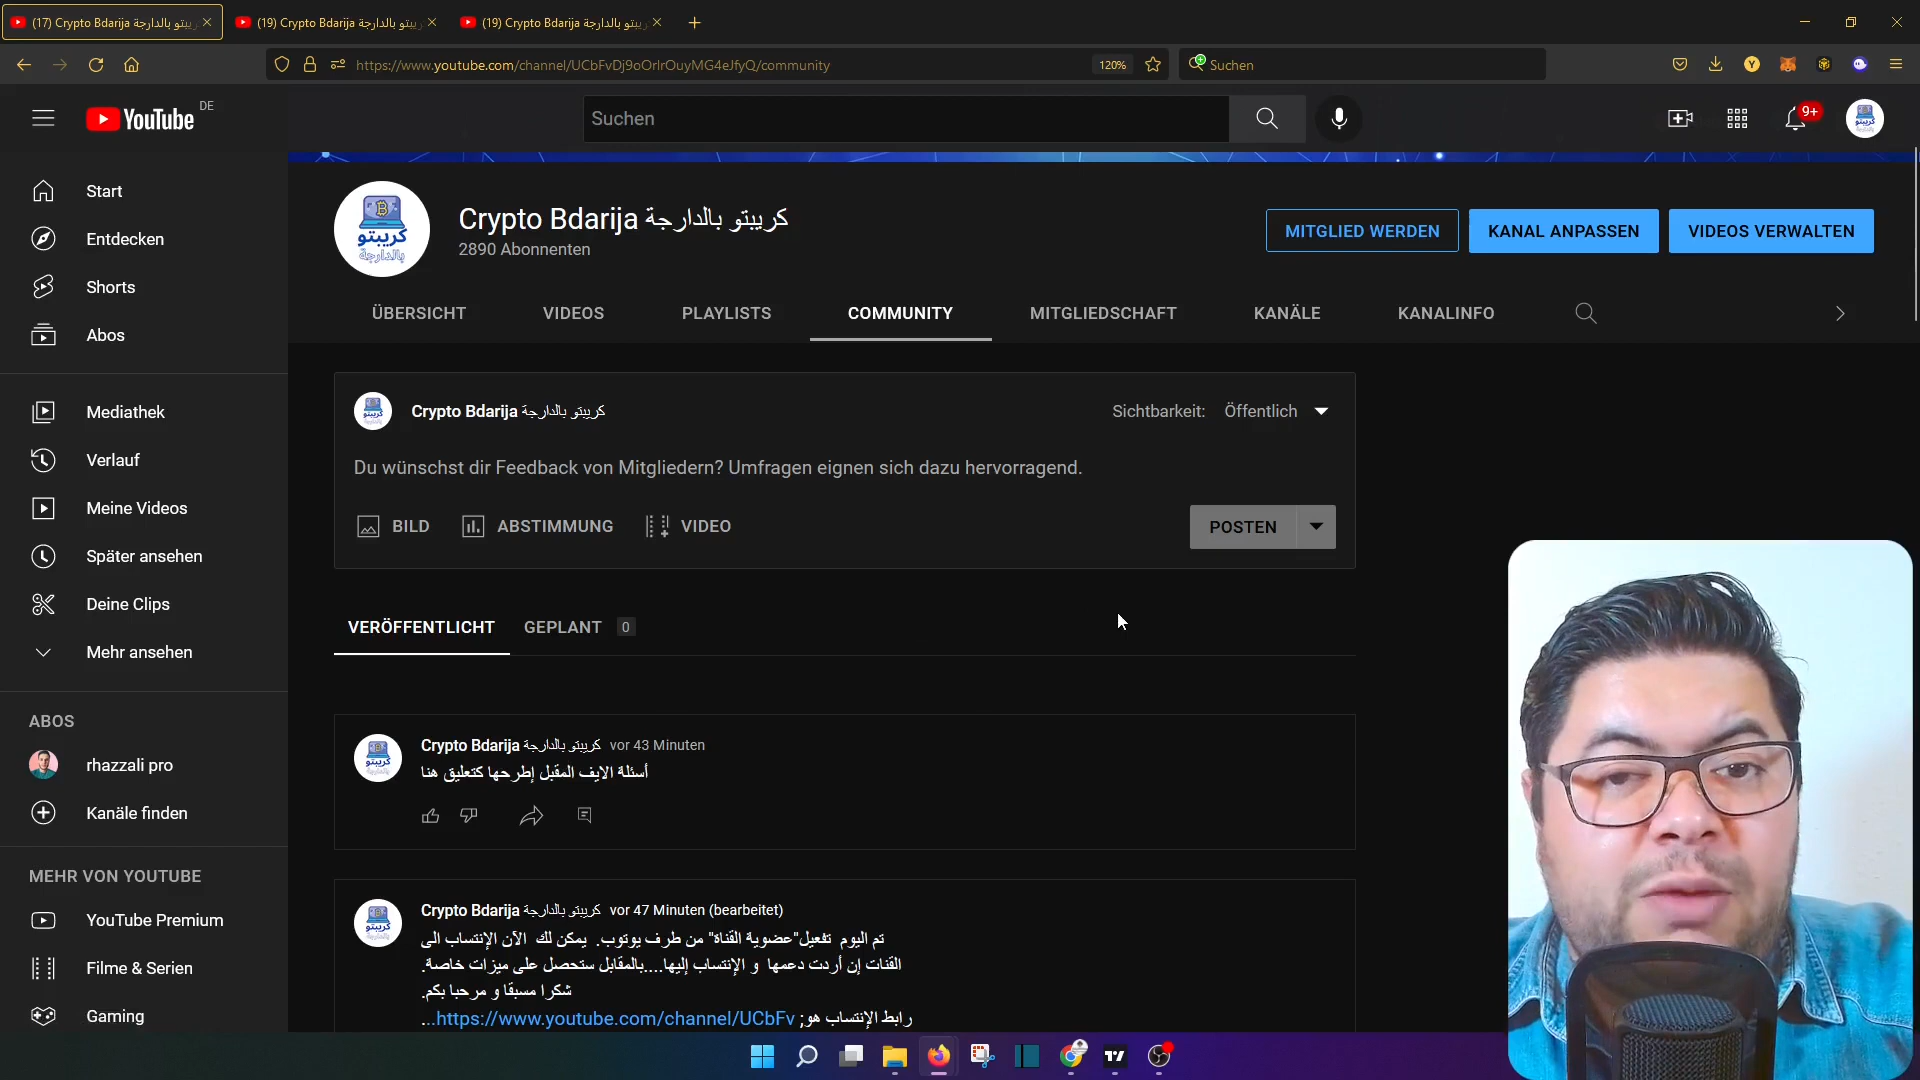 (17) Crypto Bdarija كريبتو بالدارجة
(19) Crypto Bdarija كريبتو بالدارجة
(19) Crypto Bdarija كريبتو بالدارجة
https://www.youtube.com/channel/UCbFvDj9oOrIrOuyMG4eJfyQ/community
120%
Suchen
YouTube DE
Suchen
9+
Start
Entdecken
Shorts
Abos
Mediathek
Verlauf
Meine Videos
Später ansehen
Deine Clips
Mehr ansehen
ABOS
rhazzali pro
Kanäle finden
MEHR VON YOUTUBE
YouTube Premium
Filme & Serien
Gaming
كريبتو
بالدارجة
Crypto Bdarija كريبتو بالدارجة
2890 Abonnenten
MITGLIED WERDEN
KANAL ANPASSEN
VIDEOS VERWALTEN
ÜBERSICHT
VIDEOS
PLAYLISTS
COMMUNITY
MITGLIEDSCHAFT
KANÄLE
KANALINFO
Crypto Bdarija كريبتو بالدارجة
Sichtbarkeit: Öffentlich
Du wünschst dir Feedback von Mitgliedern? Umfragen eignen sich dazu hervorragend.
BILD
ABSTIMMUNG
VIDEO
POSTEN
VERÖFFENTLICHT
GEPLANT 0
Crypto Bdarija كريبتو بالدارجة vor 43 Minuten
أسئلة الايف المقبل إطرحها كتعليق هنا
Crypto Bdarija كريبتو بالدارجة vor 47 Minuten (bearbeitet)
تم اليوم تفعيل"عضوية القناة" من طرف يوتوب. يمكن لك الآن الإنتساب الى
القنات إن أردت دعمها و الإنتساب إليها....بالمقابل ستحصل على ميزات خاصة.
شكرا مسبقا و مرحبا بكم.
رابط الإنتساب هو; https://www.youtube.com/channel/UCbFv...